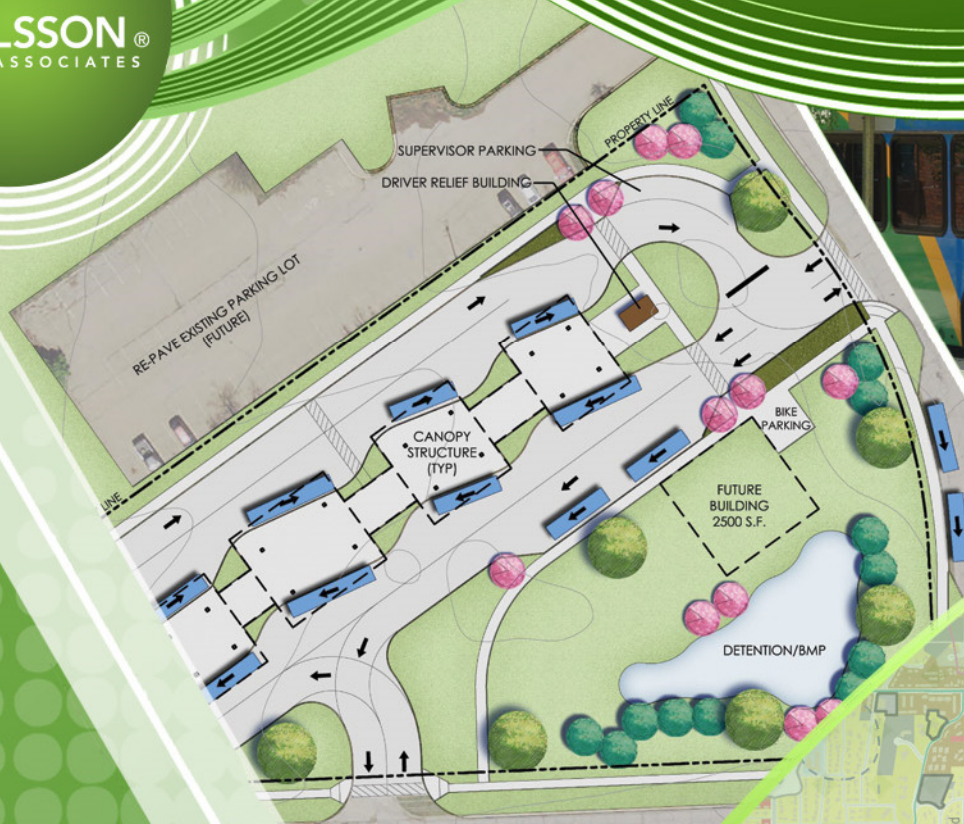 LSSON ®
ASSOCIATES
PROPERTY LINE
SUPERVISOR PARKING
DRIVER RELIEF BUILDING
RE-PAVE EXISTING PARKING LOT
(FUTURE)
BIKE
PARKING
CANOPY
STRUCTURE
(TYP)
LINE
FUTURE
BUILDING
2500 S.F.
DETENTION/BMP